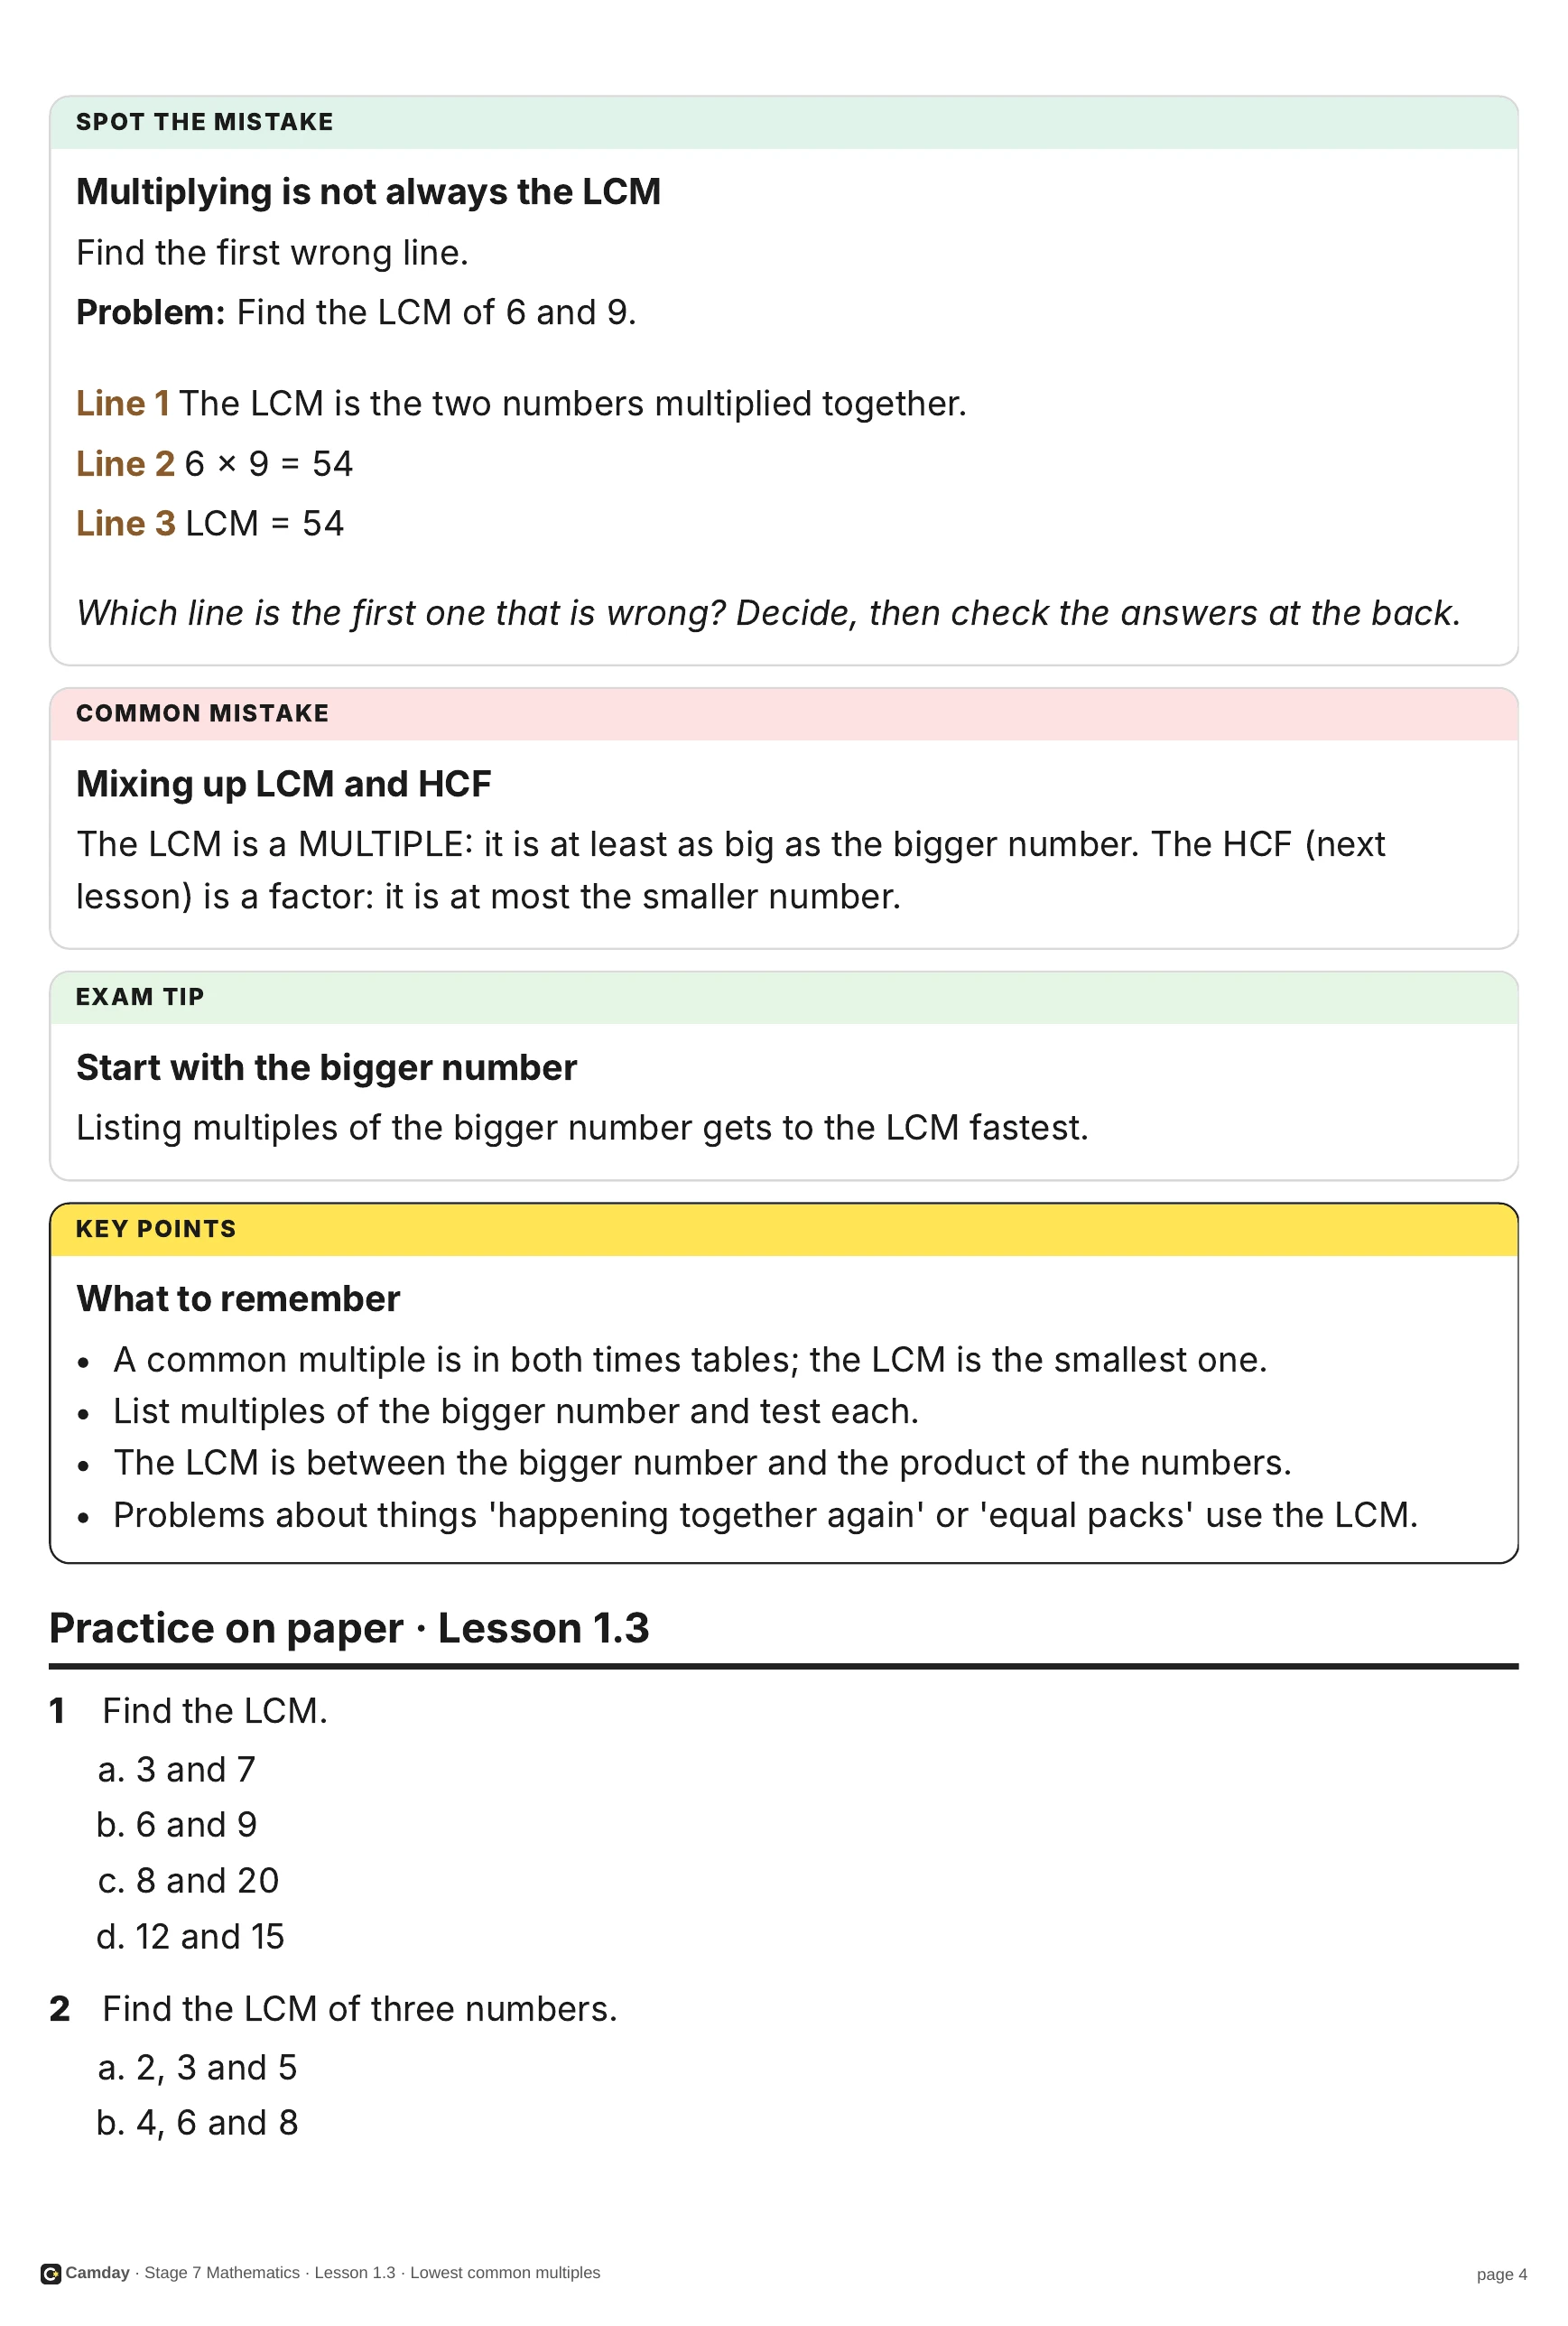 SPOT THE MISTAKE
Multiplying is not always the LCM
Find the first wrong line.
Problem: Find the LCM of 6 and 9.
Line 1 The LCM is the two numbers multiplied together.
Line 2 6 × 9 = 54
Line 3 LCM = 54
Which line is the first one that is wrong? Decide, then check the answers at the back.
COMMON MISTAKE
Mixing up LCM and HCF
The LCM is a MULTIPLE: it is at least as big as the bigger number. The HCF (next
lesson) is a factor: it is at most the smaller number.
EXAM TIP
Start with the bigger number
Listing multiples of the bigger number gets to the LCM fastest.
KEY POINTS
What to remember
• A common multiple is in both times tables; the LCM is the smallest one.
• List multiples of the bigger number and test each.
• The LCM is between the bigger number and the product of the numbers.
• Problems about things 'happening together again' or 'equal packs' use the LCM.
Practice on paper · Lesson 1.3
1 Find the LCM.
a. 3 and 7
b. 6 and 9
c. 8 and 20
d. 12 and 15
2 Find the LCM of three numbers.
a. 2, 3 and 5
b. 4, 6 and 8
Camday · Stage 7 Mathematics · Lesson 1.3 · Lowest common multiples
page 4